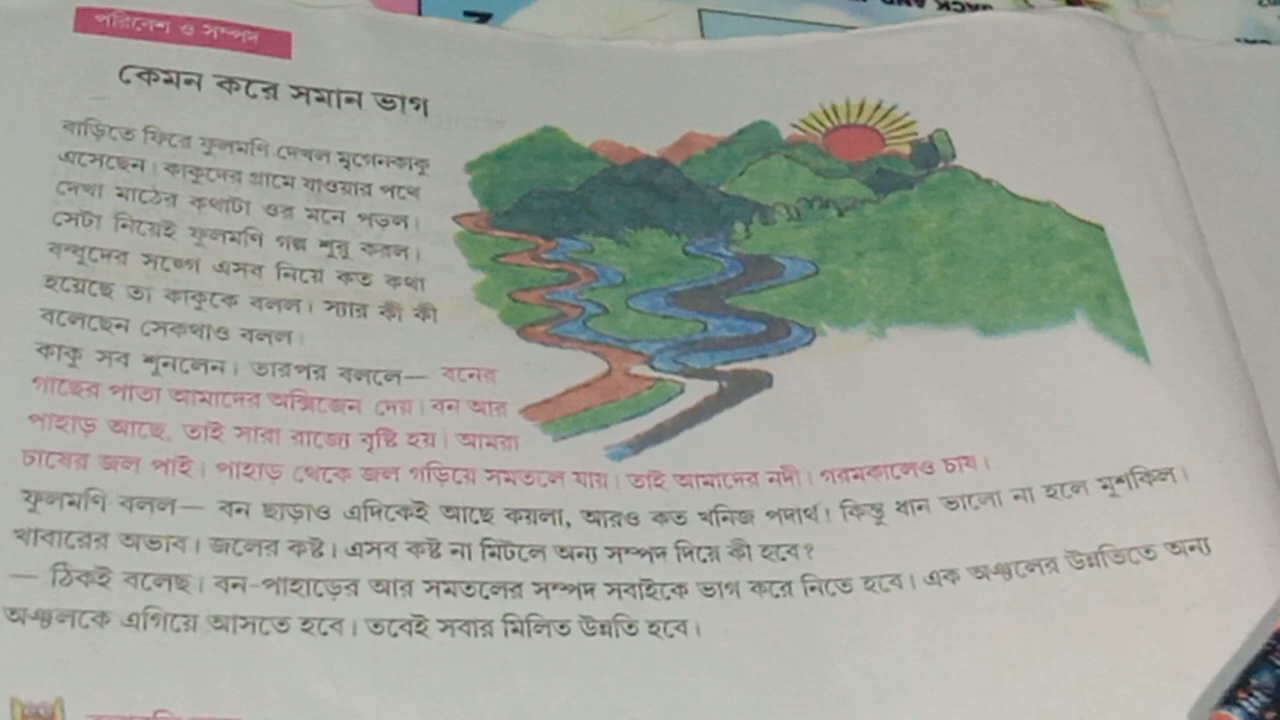 পরিবেশ ও সম্পদ
কেমন করে সমান ভাগ
বাড়িতে ফিরে ফুলমণি দেখল মৃগেনকাকু
এসেছেন। কাকুদের গ্রামে যাওয়ার পথে
দেখা মাঠের কথাটা ওর মনে পড়ল।
সেটা নিয়েই ফুলমণি গল্প শুরু করল।
বন্ধুদের সঙ্গে এসব নিয়ে কত কথা
হয়েছে তা কাকুকে বলল। স্যার কী কী
বলেছেন সেকথাও বলল।
কাকু সব শুনলেন। তারপর বললে— বনের
গাছের পাতা আমাদের অক্সিজেন দেয়। বন আর
পাহাড় আছে, তাই সারা রাজ্যে বৃষ্টি হয়। আমরা
চাষের জল পাই। পাহাড় থেকে জল গড়িয়ে সমতলে যায়। তাই আমাদের নদী। গরমকালেও চাষ।
ফুলমণি বলল— বন ছাড়াও এদিকেই আছে কয়লা, আরও কত খনিজ পদার্থ। কিন্তু ধান ভালো না হলে মুশকিল।
খাবারের অভাব। জলের কষ্ট। এসব কষ্ট না মিটলে অন্য সম্পদ দিয়ে কী হবে?
— ঠিকই বলেছ। বন-পাহাড়ের আর সমতলের সম্পদ সবাইকে ভাগ করে নিতে হবে। এক অঞ্চলের উন্নতিতে অন্য
অঞ্চলকে এগিয়ে আসতে হবে। তবেই সবার মিলিত উন্নতি হবে।